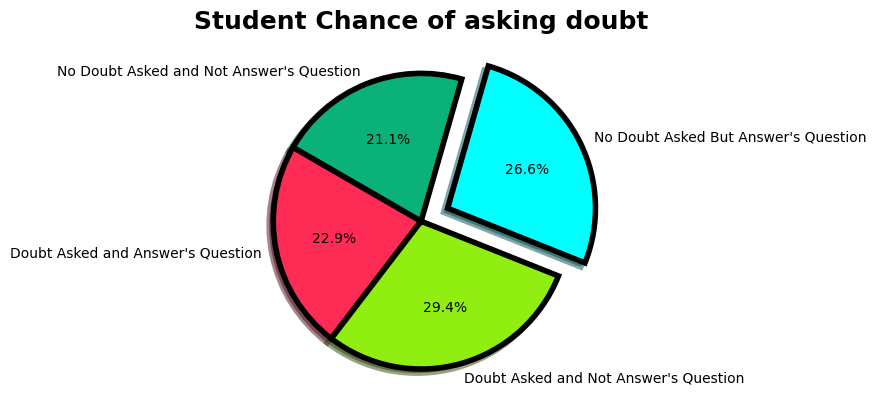 Student Chance of asking doubt
No Doubt Asked and Not Answer's Question
21.1%
No Doubt Asked But Answer's Question
26.6%
22.9%
Doubt Asked and Answer's Question
29.4%
Doubt Asked and Not Answer's Question